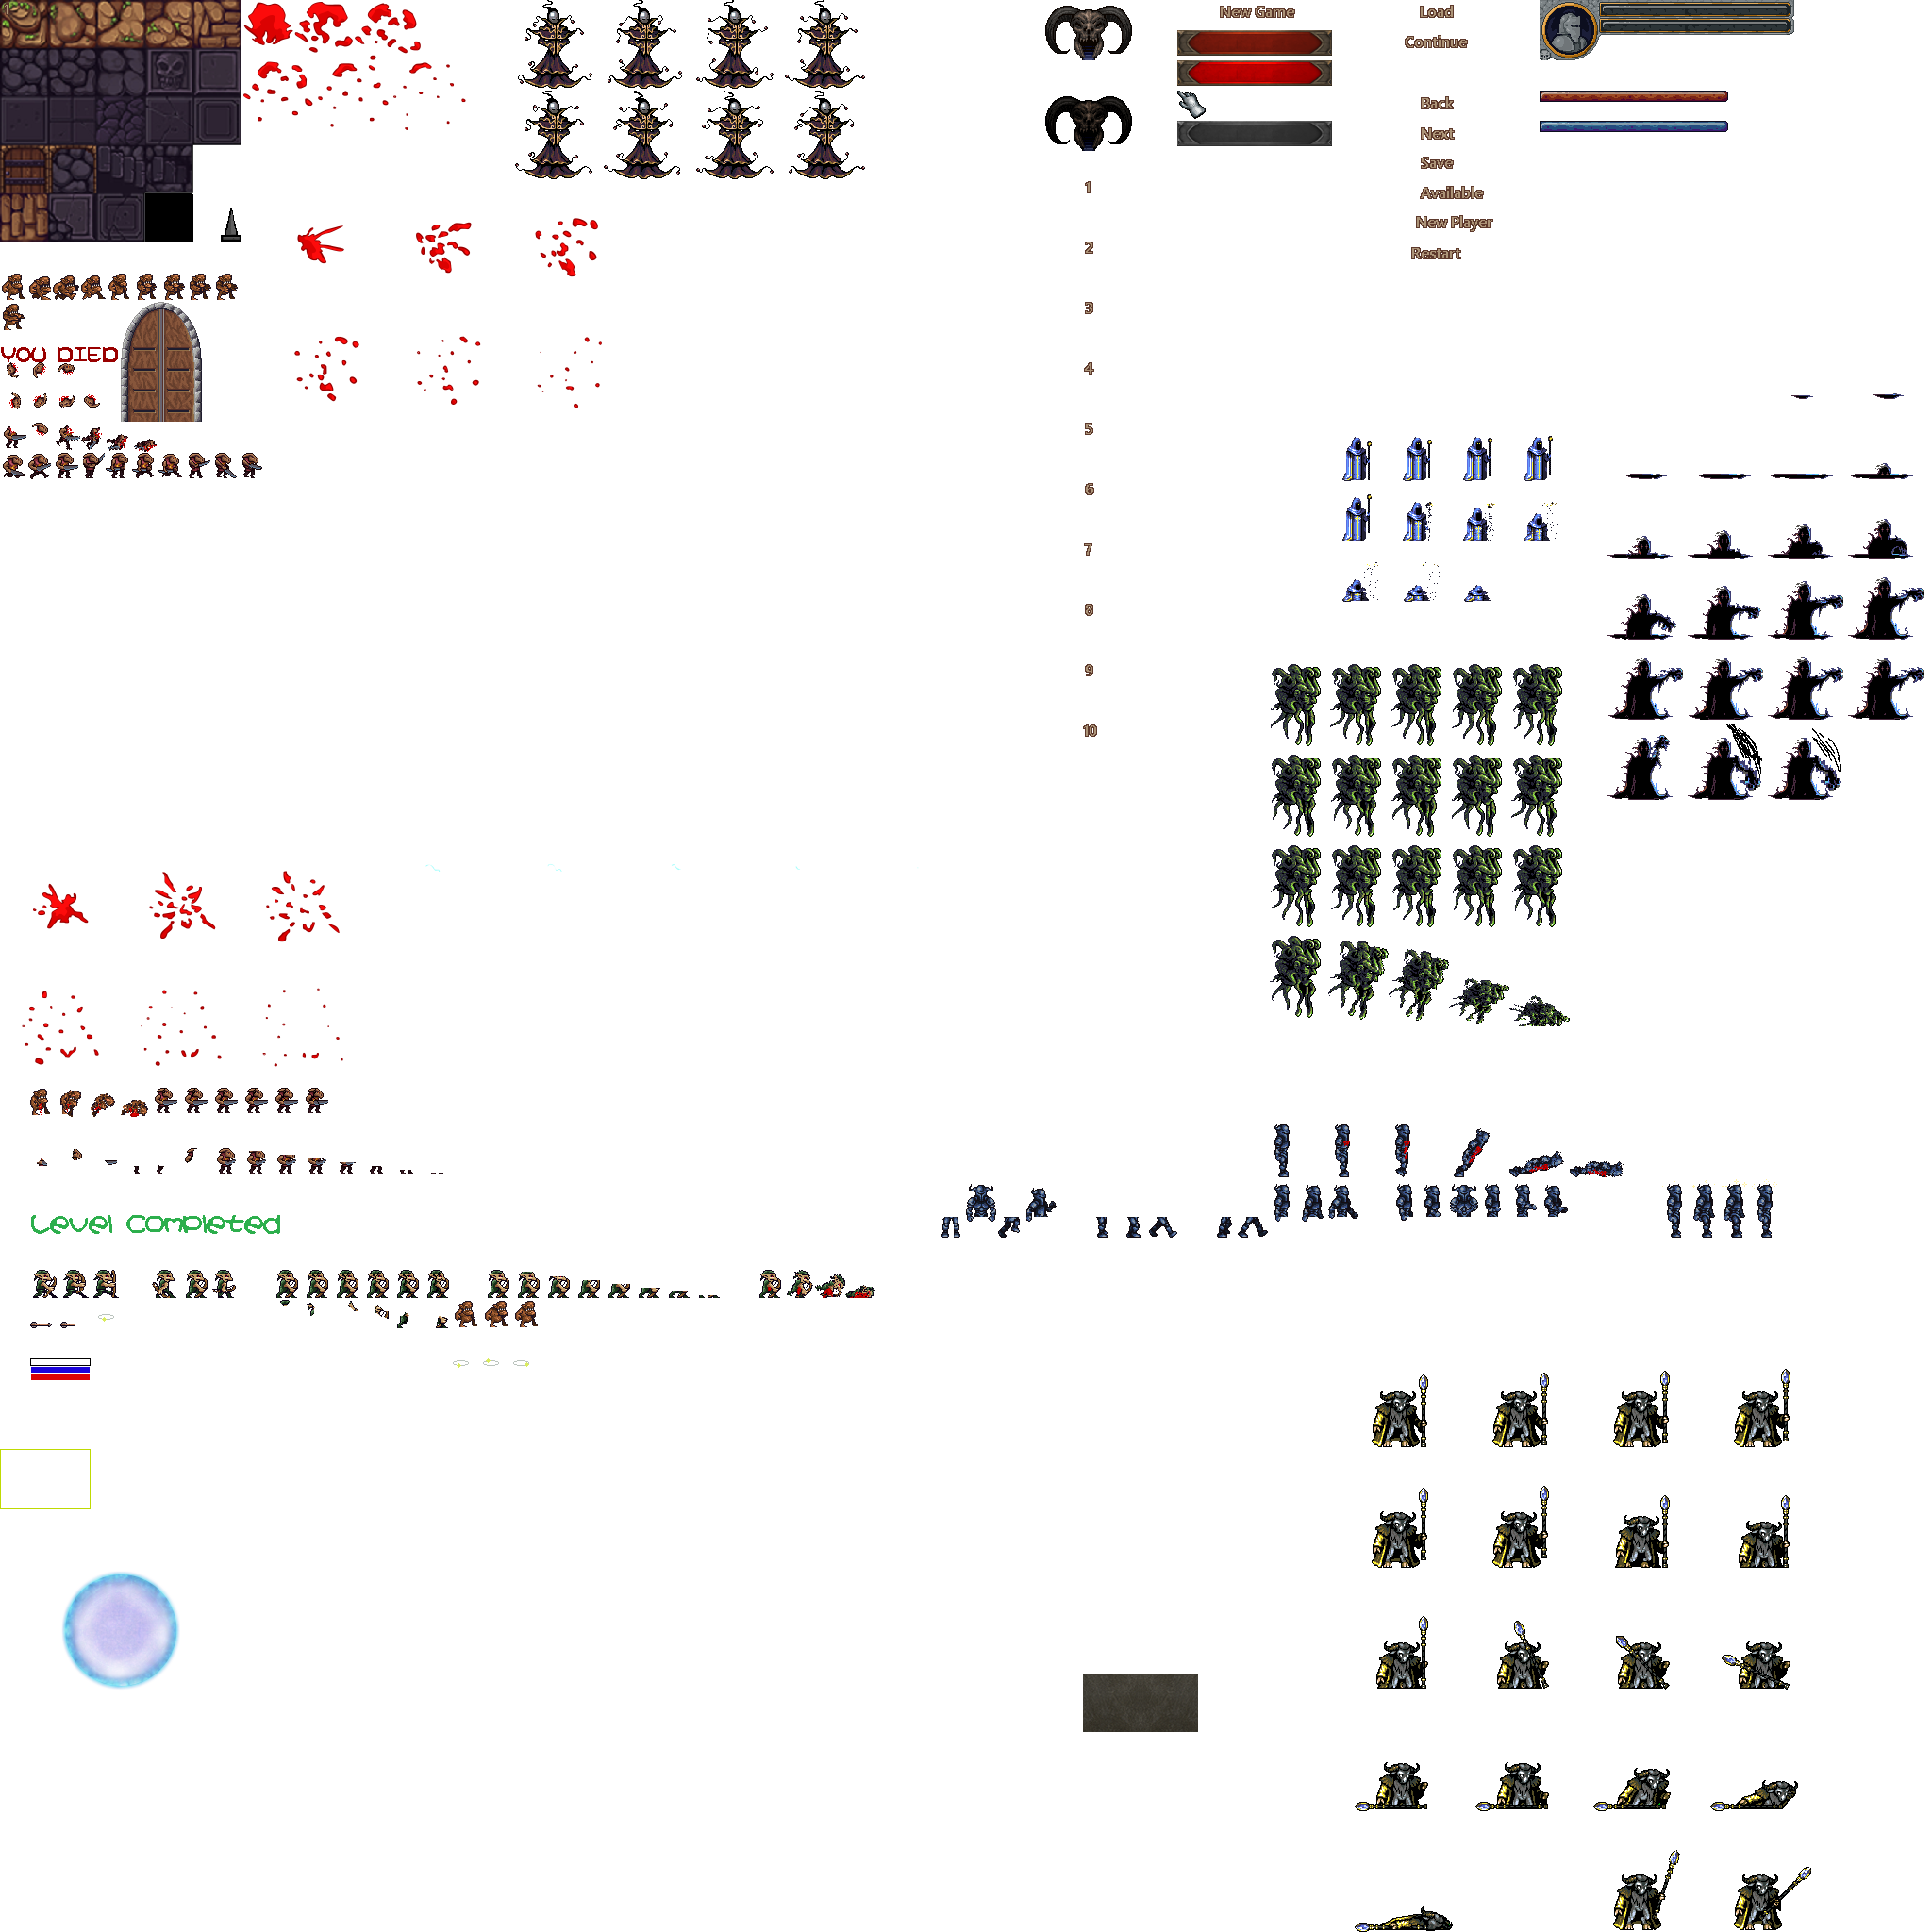 New Game
Load
Continue
Back
Next
Save
Available
New Player
Restart
1
2
3
4
5
6
7
8
9
10
YOU DIED
Level Completed